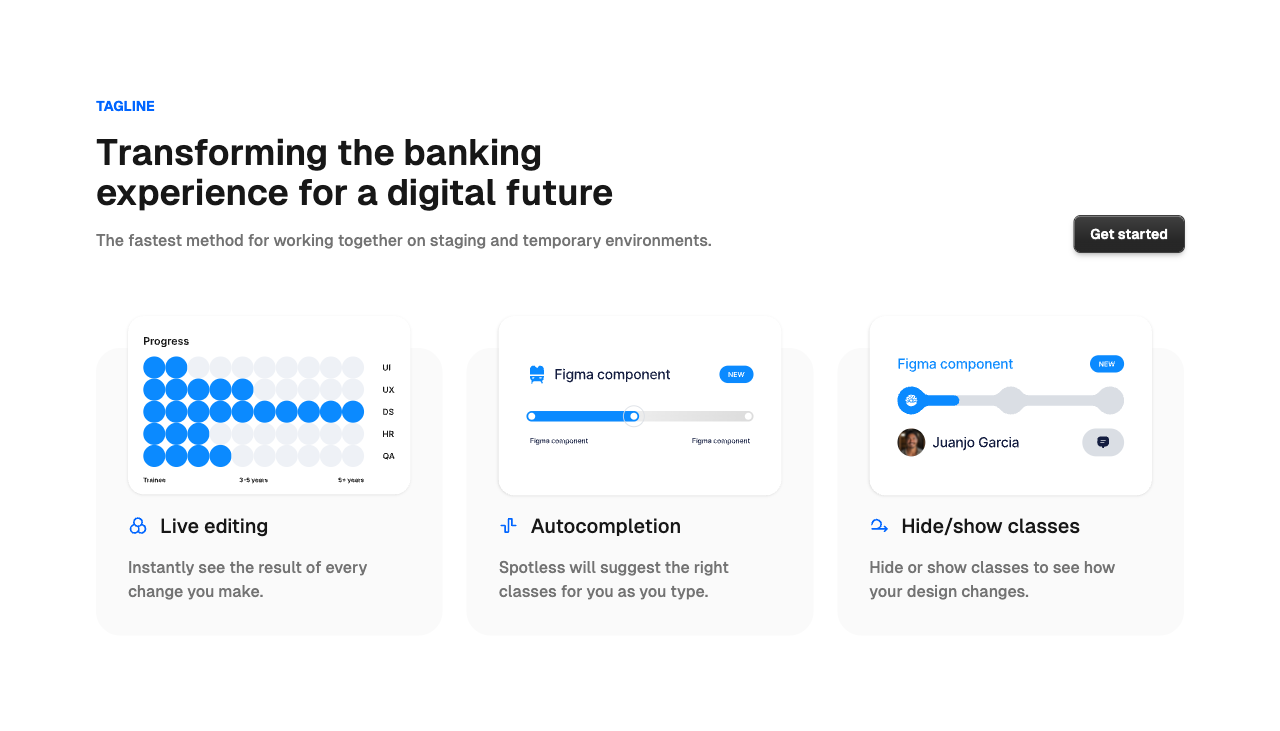 TAGLINE
Transforming the banking
experience for a digital future
The fastest method for working together on staging and temporary environments.
Get started
Progress
UI
UX
DS
HR
QA
Trainee
3-5 years
5+ years
Live editing
Instantly see the result of every
change you make.
Figma component
NEW
Figma component
Figma component
Autocompletion
Spotless will suggest the right
classes for you as you type.
Figma component
NEW
Juanjo Garcia
Hide/show classes
Hide or show classes to see how
your design changes.